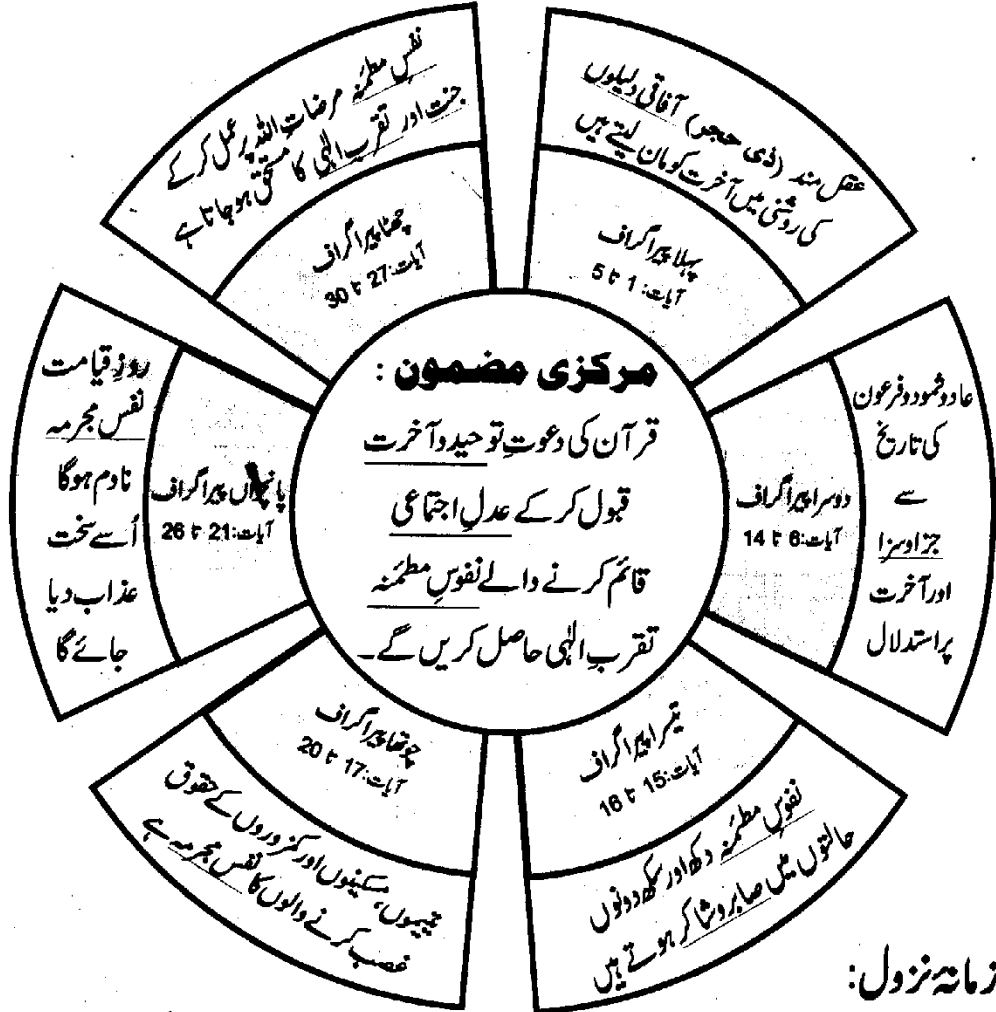 مرکزی مضمون :
قرآن کی دعوتِ توحید و آخرت
قبول کر کے عدلِ اجتماعی
قائم کرنے والے نفوسِ مطمئنہ
تقربِ الٰہی حاصل کریں گے۔
عقل مند (ذی حجر) آفاقی دلیلوں
کی روشنی میں آخرت کو مان لیتے ہیں
پہلا پیراگراف
آیات: 1 تا 5
عاد و ثمود و فرعون
کی تاریخ
سے
جزا و سزا
اور آخرت
پر استدلال
دوسرا پیراگراف
آیات: 6 تا 14
تیسرا پیراگراف
آیات: 15 تا 16
نفوسِ مطمئنہ دکھ اور سکھ دونوں
حالتوں میں صابر و شاکر ہوتے ہیں
چوتھا پیراگراف
آیات: 17 تا 20
یتیموں، مسکینوں اور کمزوروں کے حقوق
غصب کرنے والوں کا نفس مجرمہ ہے
روزِ قیامت
نفس مجرمہ
نادم ہوگا
اُسے سخت
عذاب دیا
جائے گا
پانچواں پیراگراف
آیات: 21 تا 26
نفسِ مطمئنہ مرضاتِ اللہ پر عمل کر کے
جنت اور تقربِ الٰہی کا مستحق ہو جاتا ہے
چھٹا پیراگراف
آیات: 27 تا 30
زمانۂ نزول: